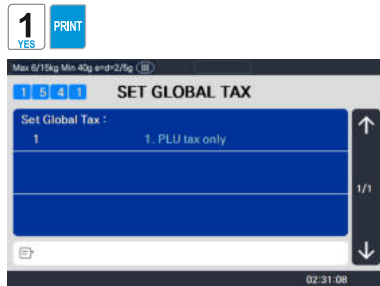 1
YES
PRINT
Max 6/15kg Min 40g e=d=2/5g
1 5 4 1 SET GLOBAL TAX
Set Global Tax :
1 1. PLU tax only
1/1
02:31:08